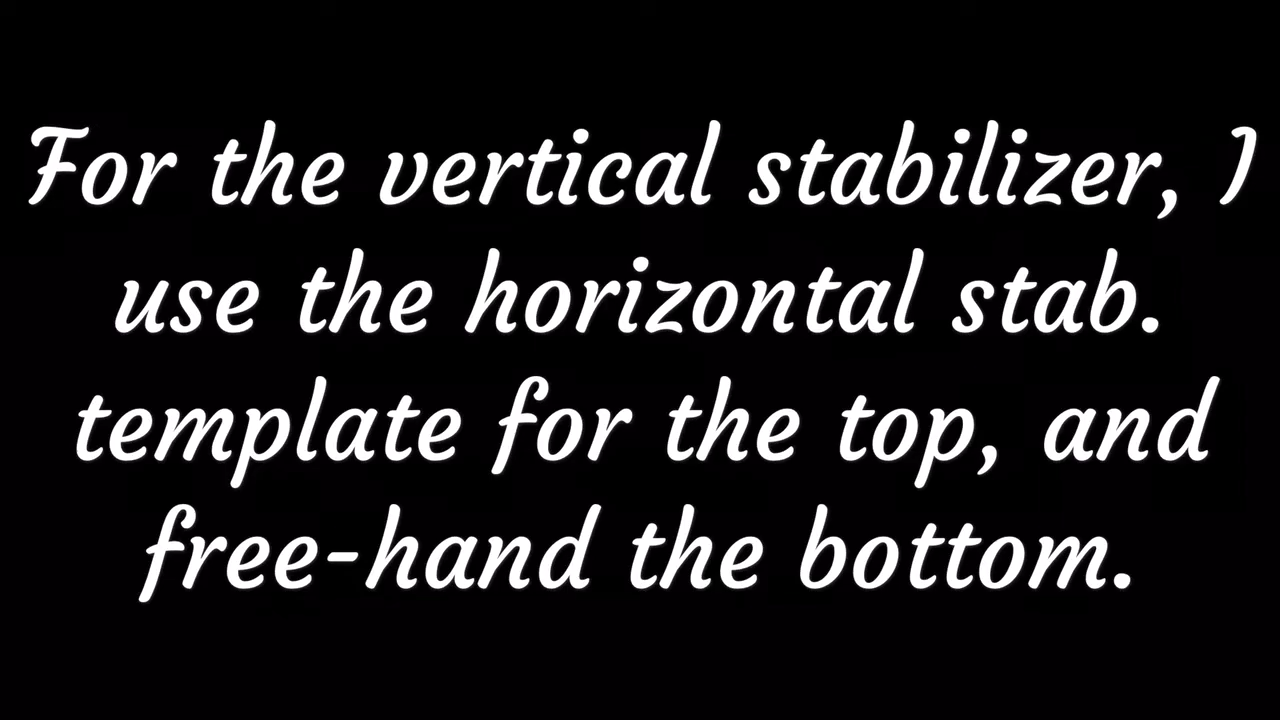 For the vertical stabilizer, I
use the horizontal stab.
template for the top, and
free-hand the bottom.